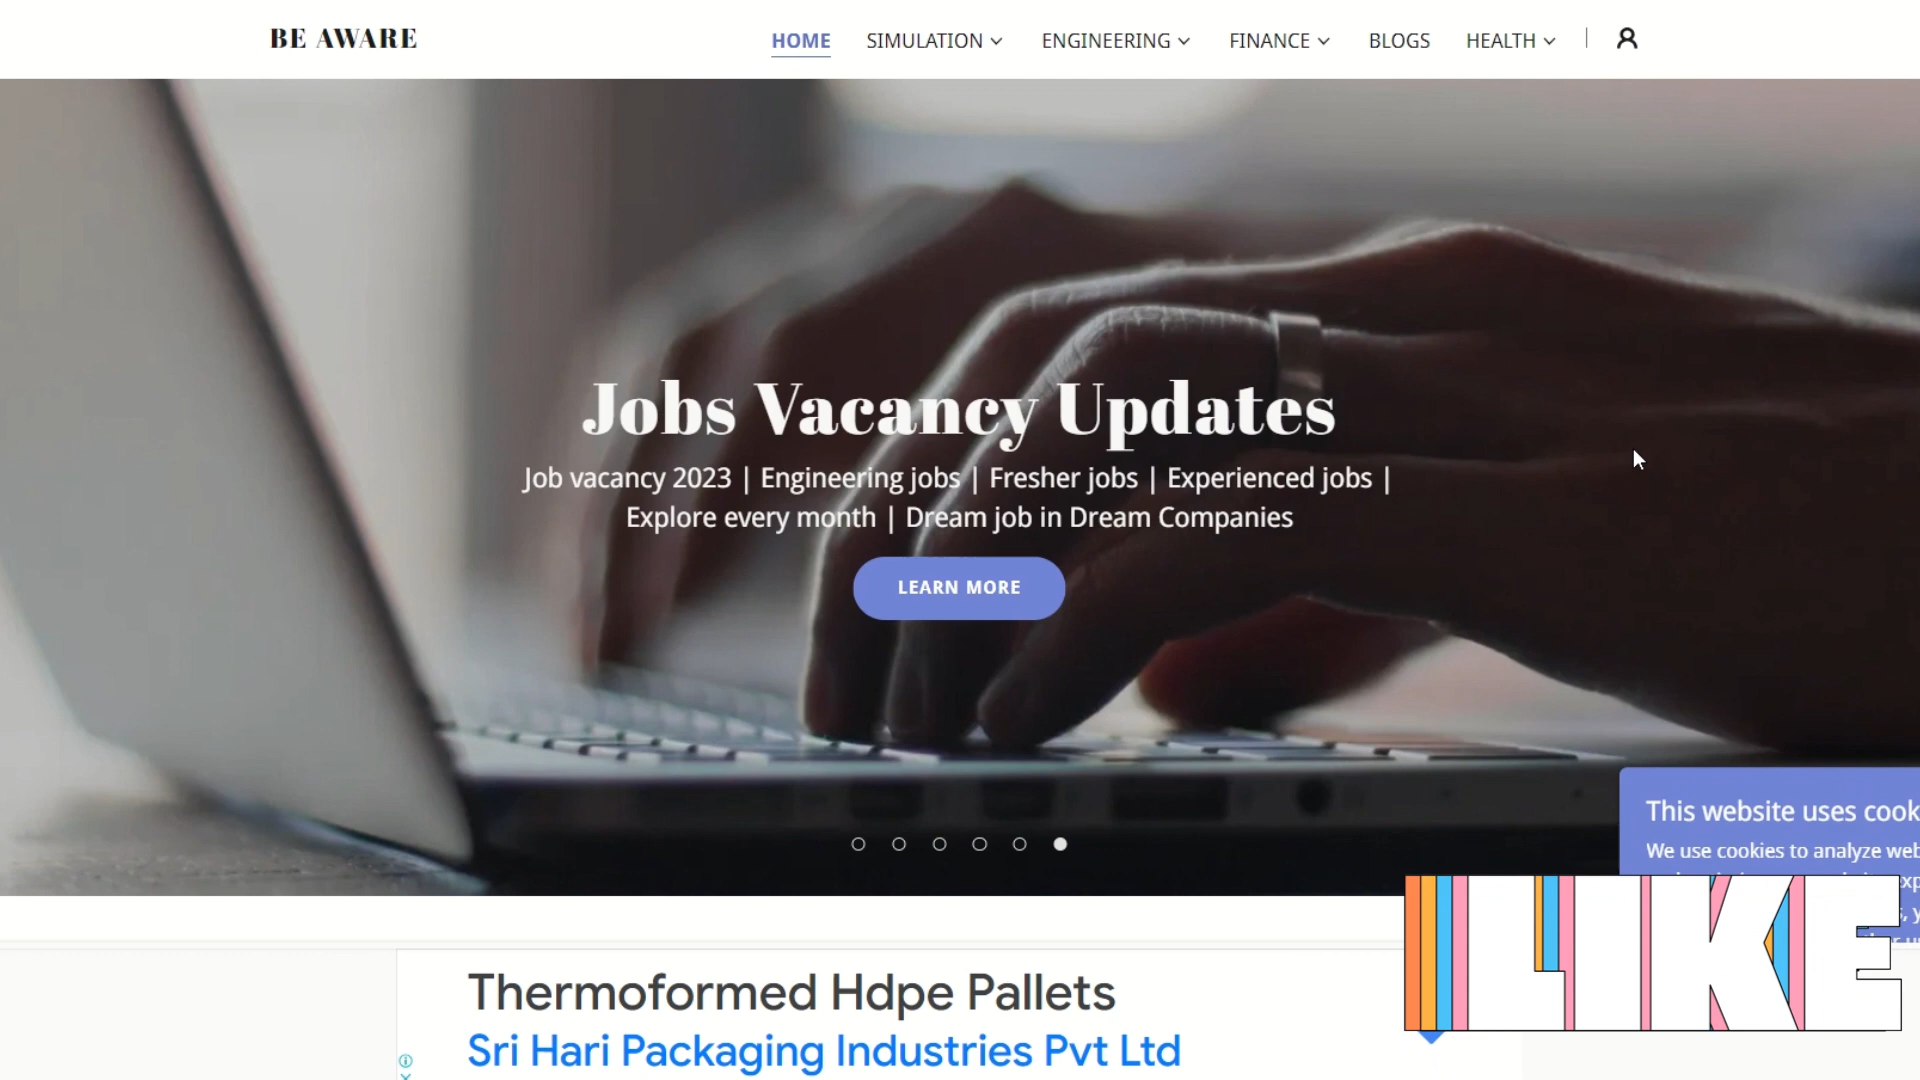 BE AWARE
HOME SIMULATION ENGINEERING FINANCE BLOGS HEALTH
Jobs Vacancy Updates
Job vacancy 2023 | Engineering jobs | Fresher jobs | Experienced jobs |
Explore every month | Dream job in Dream Companies
LEARN MORE
This website uses
We use cookies to analyze
LIKE
Thermoformed Hdpe Pallets
Sri Hari Packaging Industries Pvt Ltd